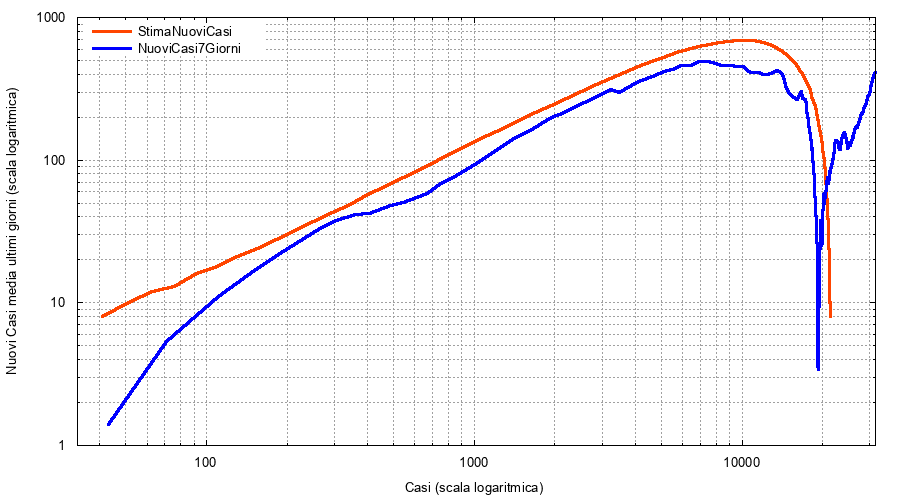 1000
StimaNuoviCasi
NuoviCasi7Giorni
100
10
1
Nuovi Casi media ultimi giorni (scala logaritmica)
100
1000
10000
Casi (scala logaritmica)